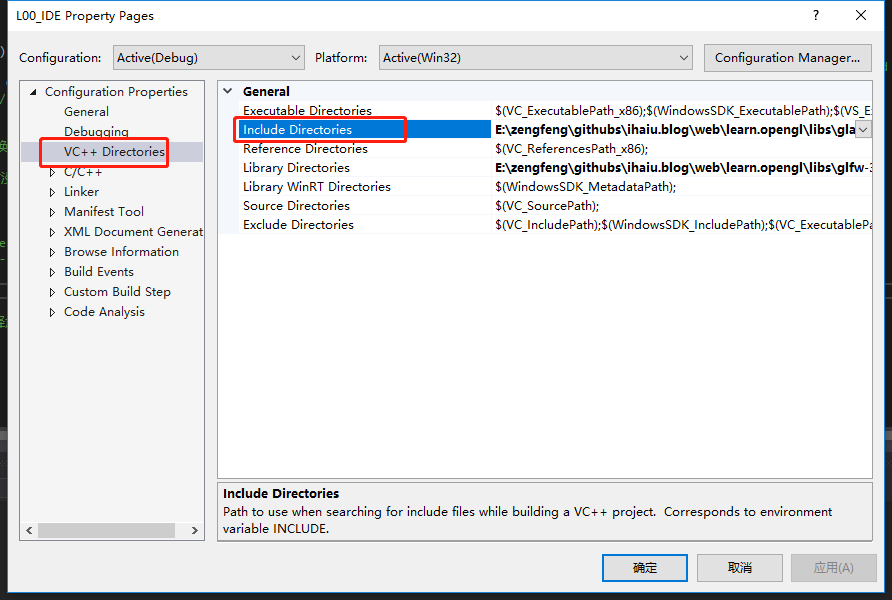 L00_IDE Property Pages
Configuration: Active(Debug) Platform: Active(Win32) Configuration Manager...
Configuration Properties
General
Debugging
VC++ Directories
C/C++
Linker
Manifest Tool
XML Document Generat
Browse Information
Build Events
Custom Build Step
Code Analysis
General
Executable Directories $(VC_ExecutablePath_x86);$(WindowsSDK_ExecutablePath);$(VS_E
Include Directories E:\zengfeng\githubs\ihaiu.blog\web\learn.opengl\libs\gla
Reference Directories $(VC_ReferencesPath_x86);
Library Directories E:\zengfeng\githubs\ihaiu.blog\web\learn.opengl\libs\glfw-3
Library WinRT Directories $(WindowsSDK_MetadataPath);
Source Directories $(VC_SourcePath);
Exclude Directories $(VC_IncludePath);$(WindowsSDK_IncludePath);$(VC_ExecutablePa
Include Directories
Path to use when searching for include files while building a VC++ project. Corresponds to environment
variable INCLUDE.
确定 取消 应用(A)